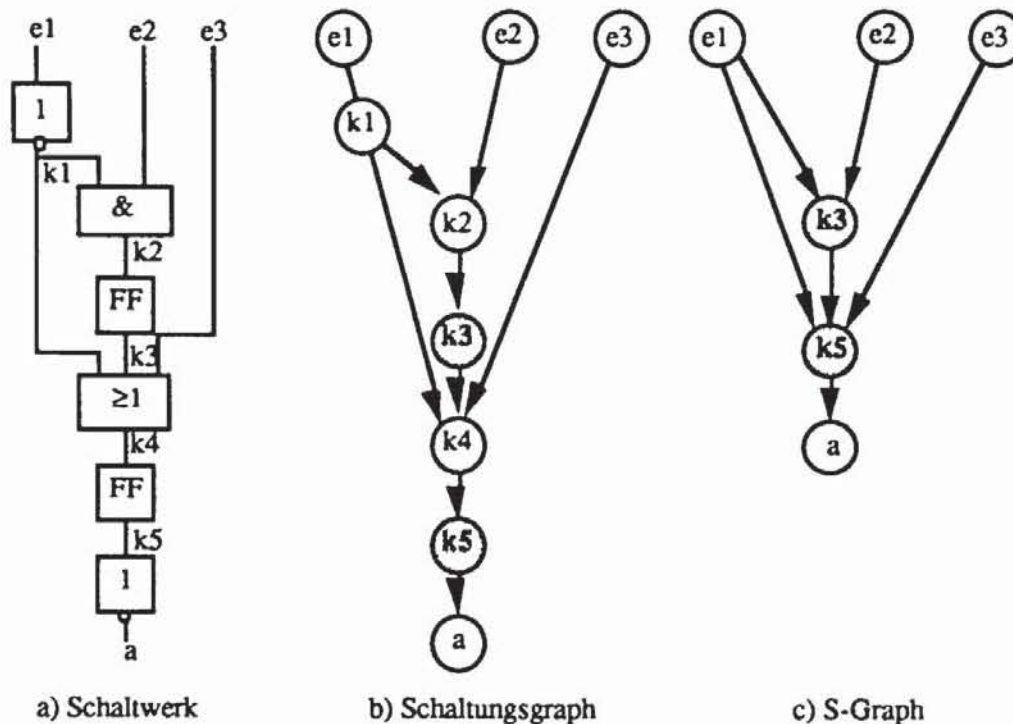 e1 e2 e3
1
k1
&
k2
FF
k3
≥1
k4
FF
k5
1
a
a) Schaltwerk
e1 e2 e3
k1
k2
k3
k4
k5
a
b) Schaltungsgraph
e1 e2 e3
k3
k5
a
c) S-Graph